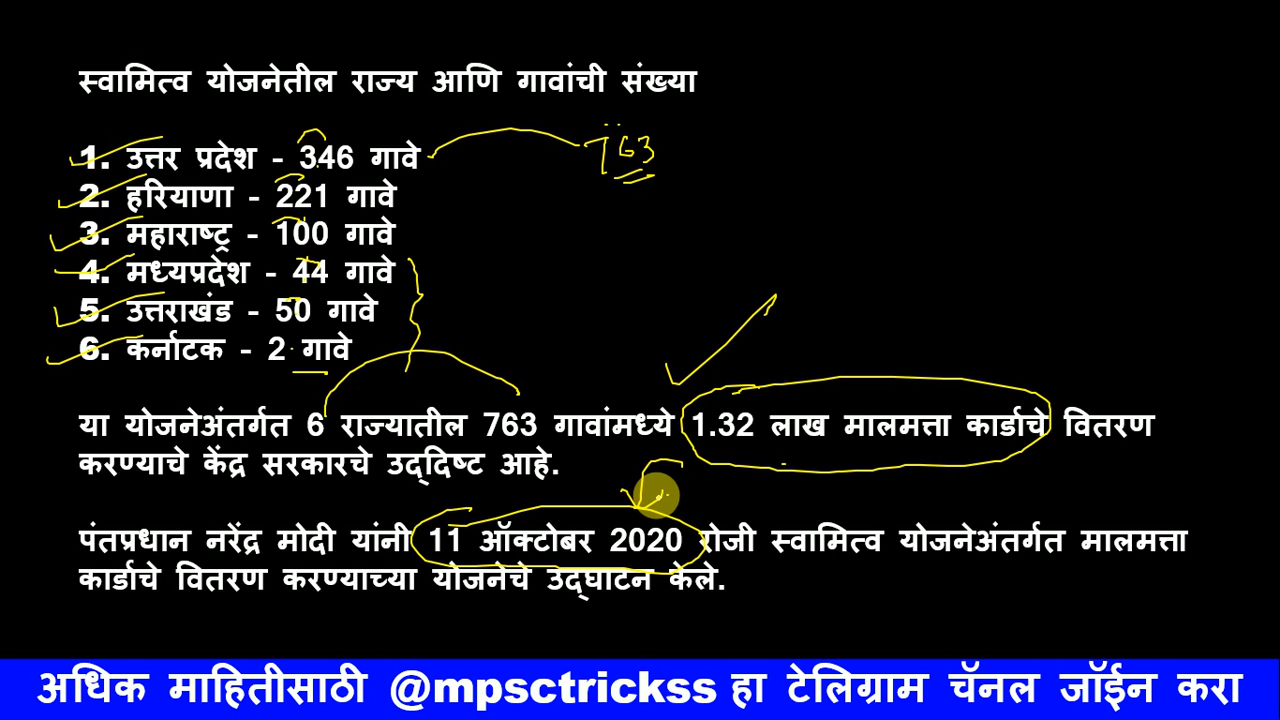 स्वामित्व योजनेतील राज्य आणि गावांची संख्या
1. उत्तर प्रदेश - 346 गावे
763
2. हरियाणा - 221 गावे
3. महाराष्ट्र - 100 गावे
4. मध्यप्रदेश - 44 गावे
5. उत्तराखंड - 50 गावे
6. कर्नाटक - 2 गावे
या योजनेअंतर्गत 6 राज्यातील 763 गावांमध्ये 1.32 लाख मालमत्ता कार्डाचे वितरण
करण्याचे केंद्र सरकारचे उद्दिष्ट आहे.
पंतप्रधान नरेंद्र मोदी यांनी 11 ऑक्टोबर 2020 रोजी स्वामित्व योजनेअंतर्गत मालमत्ता
कार्डाचे वितरण करण्याच्या योजनेचे उद्घाटन केले.
अधिक माहितीसाठी @mpsctrickss हा टेलिग्राम चॅनल जॉईन करा